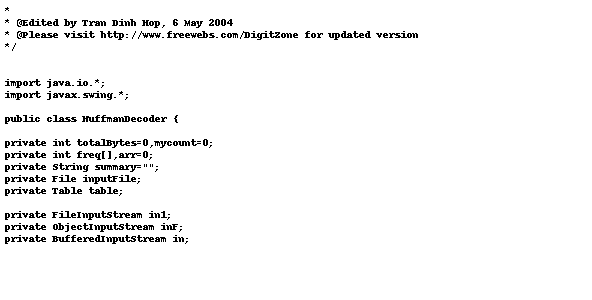 *
* @Edited by Tran Dinh Hop, 6 May 2004
* @Please visit http://www.freewebs.com/DigitZone for updated version
*/
import java.io.*;
import javax.swing.*;
public class HuffmanDecoder {
private int totalBytes=0,mycount=0;
private int freq[],arr=0;
private String summary="";
private File inputFile;
private Table table;
private FileInputStream in1;
private ObjectInputStream inF;
private BufferedInputStream in;